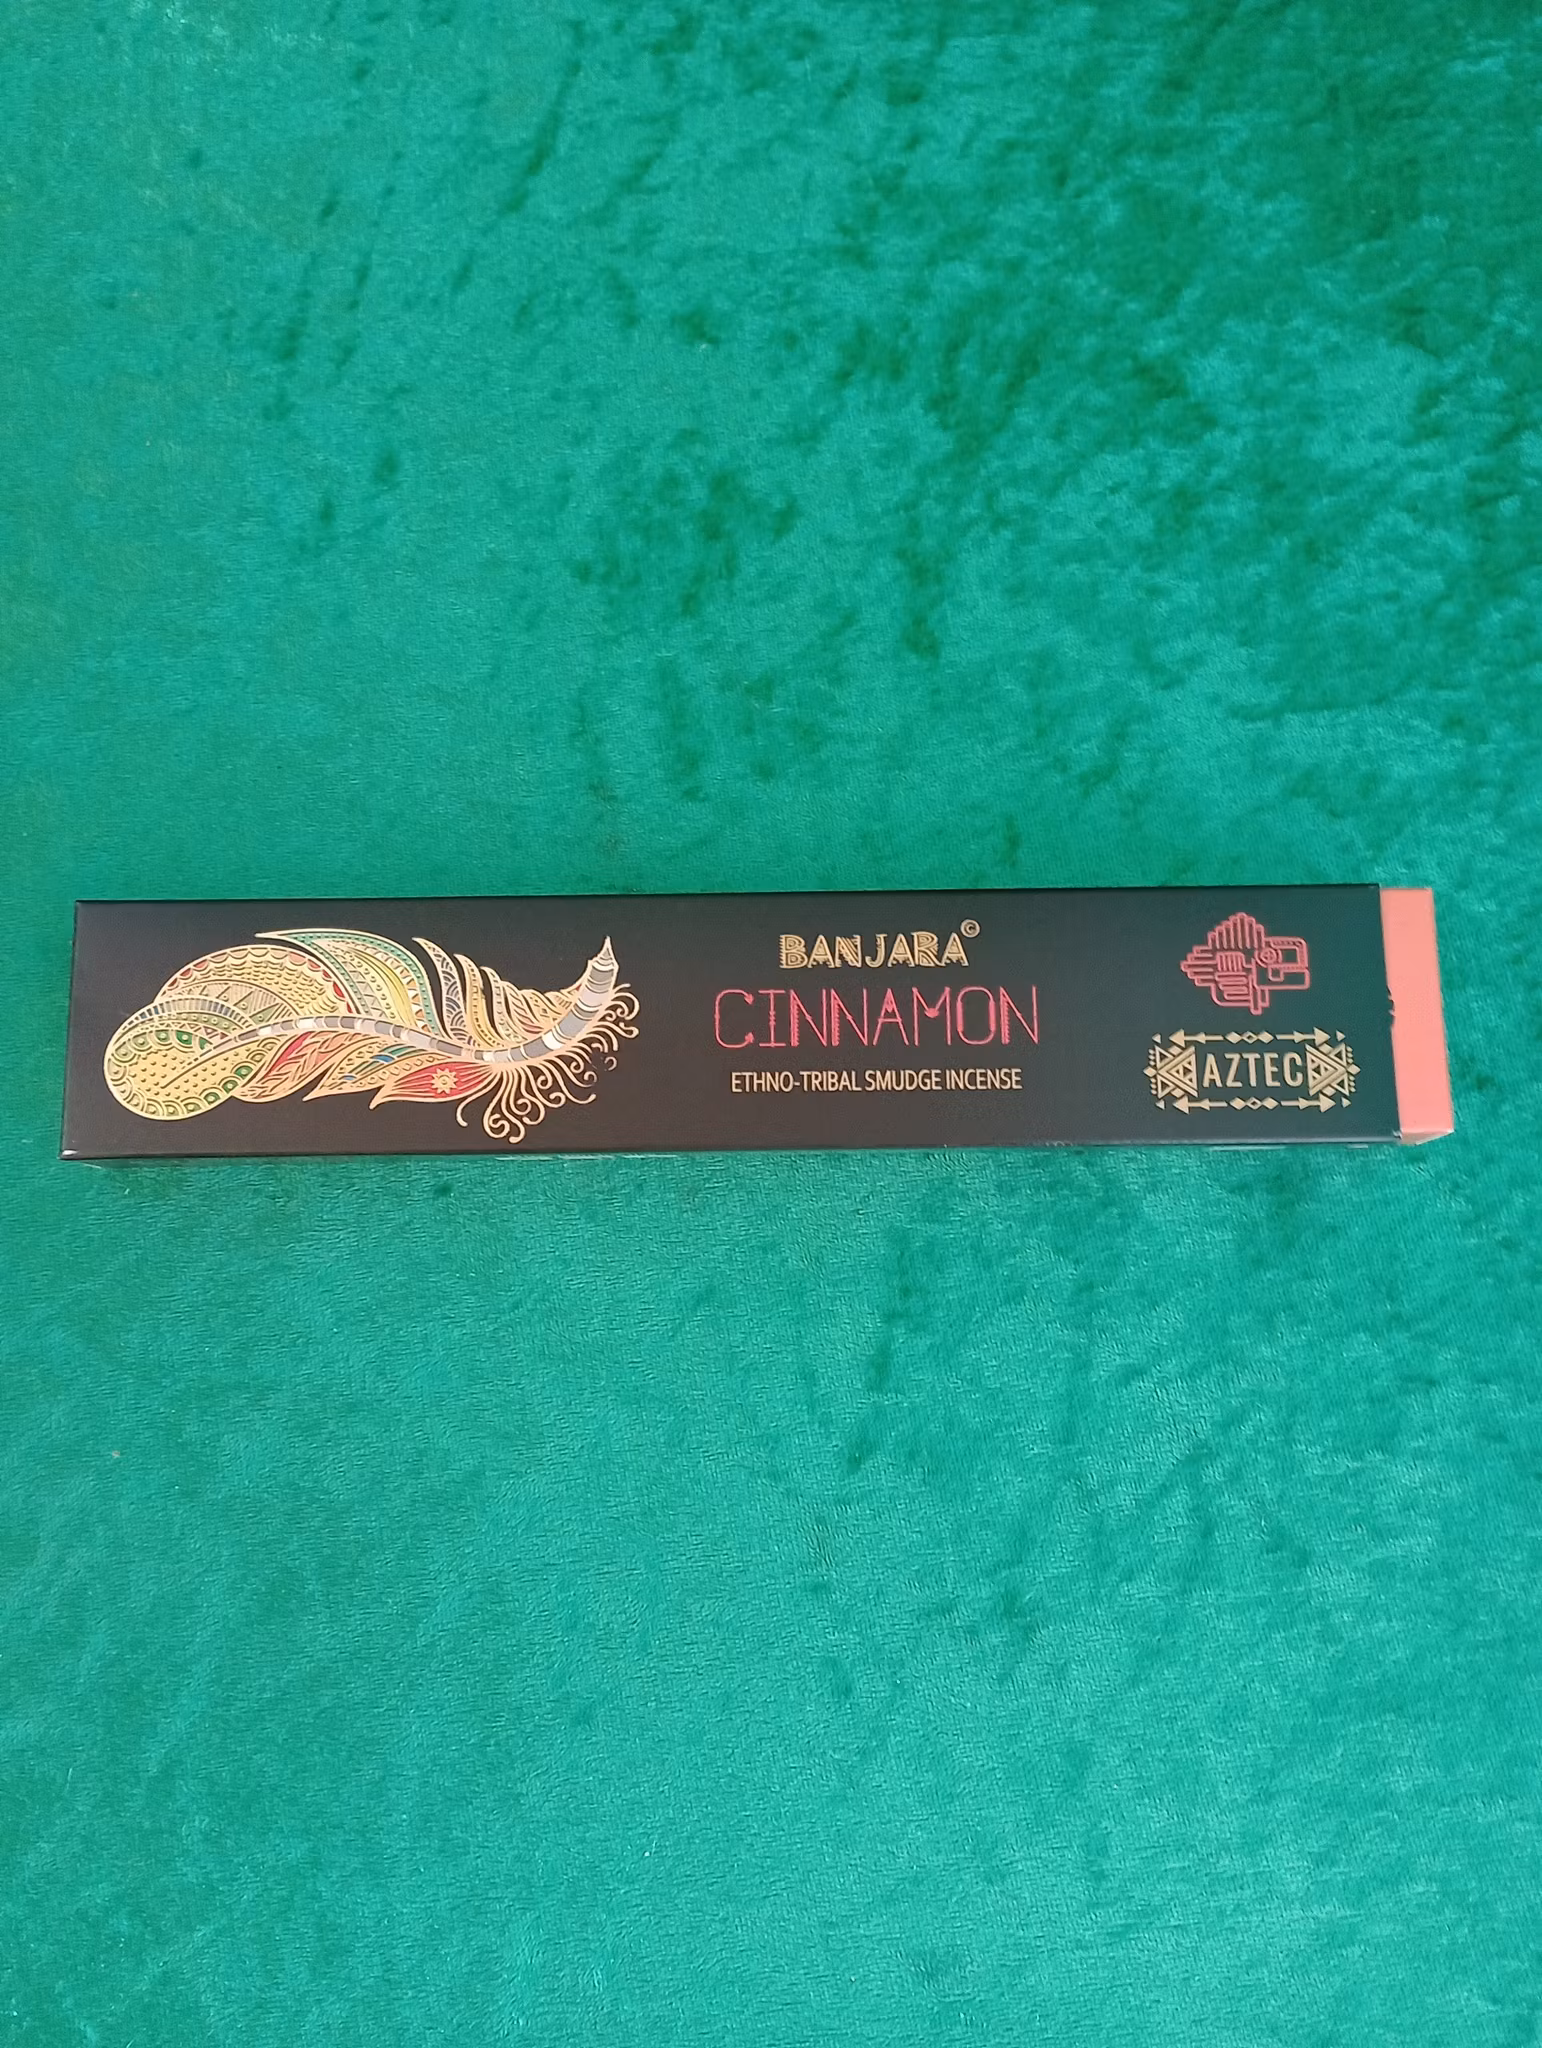 BANJARA©
CINNAMON
ETHNO-TRIBAL SMUDGE INCENSE
AZTEC